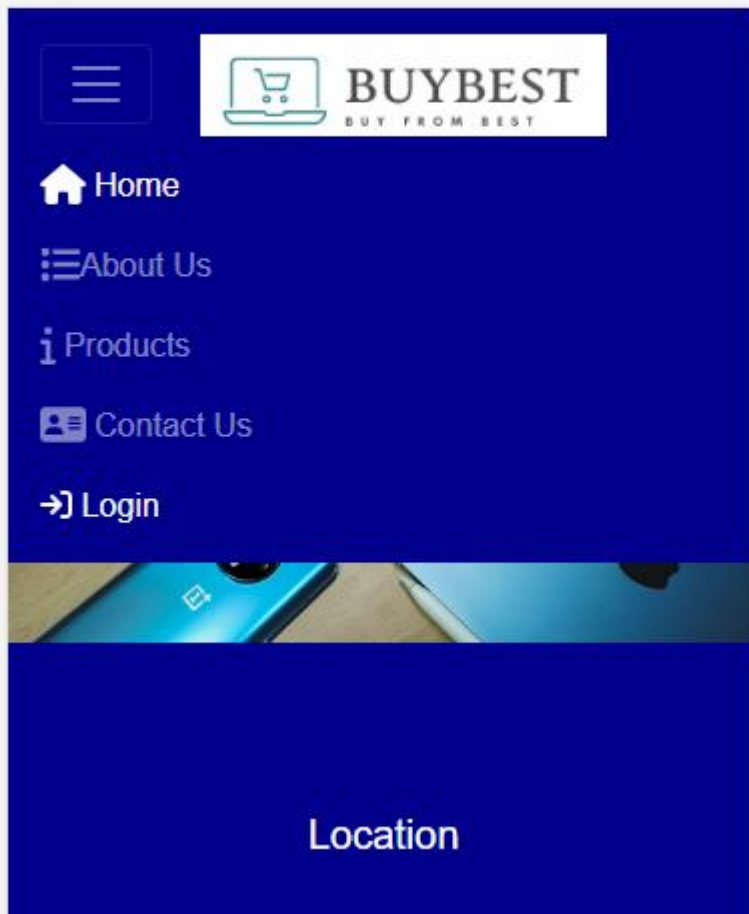 BUYBEST
BUY FROM BEST
Home
About Us
Products
Contact Us
Login
Location